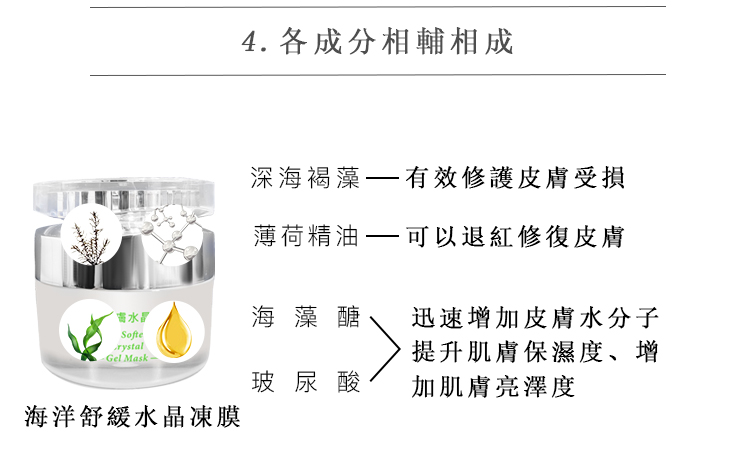 4. 各成分相輔相成
深海褐藻 — 有效修護皮膚受損
薄荷精油 — 可以退紅修復皮膚
海藻醣
玻尿酸
迅速增加皮膚水分子
提升肌膚保濕度、增
加肌膚亮澤度
膚水晶
Softe
rystal
Gel Mask
海洋舒緩水晶凍膜